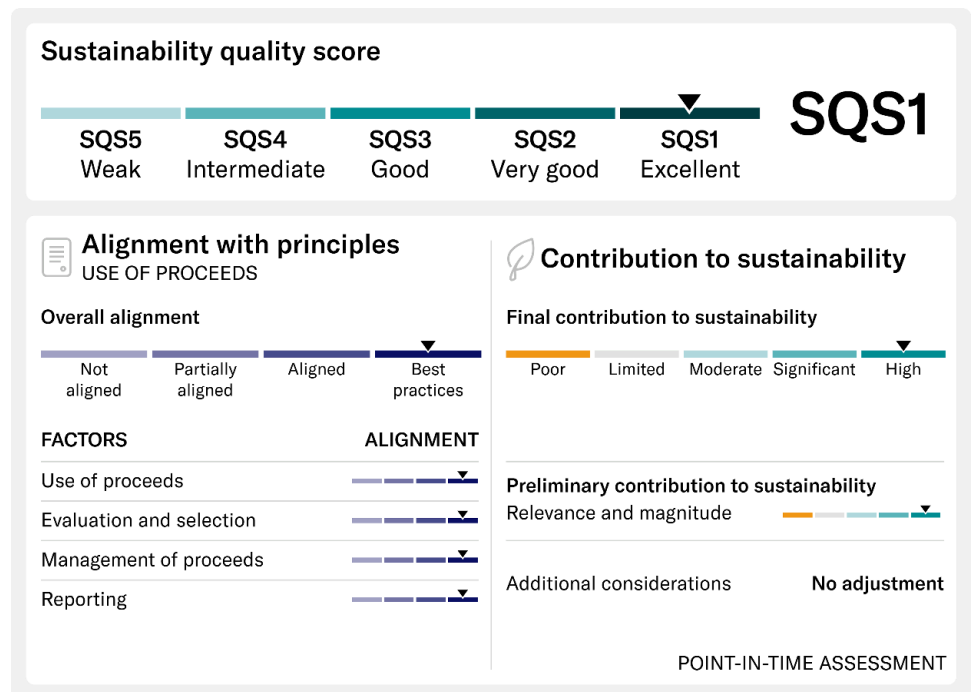 Sustainability quality score
SQS1
SQS5
SQS4
SQS3
SQS2
SQS1
Weak
Intermediate
Good
Very good
Excellent
Alignment with principles
USE OF PROCEEDS
Overall alignment
Not
aligned
Partially
aligned
Aligned
Best
practices
FACTORS
ALIGNMENT
Use of proceeds
Evaluation and selection
Management of proceeds
Reporting
Contribution to sustainability
Final contribution to sustainability
Poor
Limited
Moderate
Significant
High
Preliminary contribution to sustainability
Relevance and magnitude
Additional considerations
No adjustment
POINT-IN-TIME ASSESSMENT